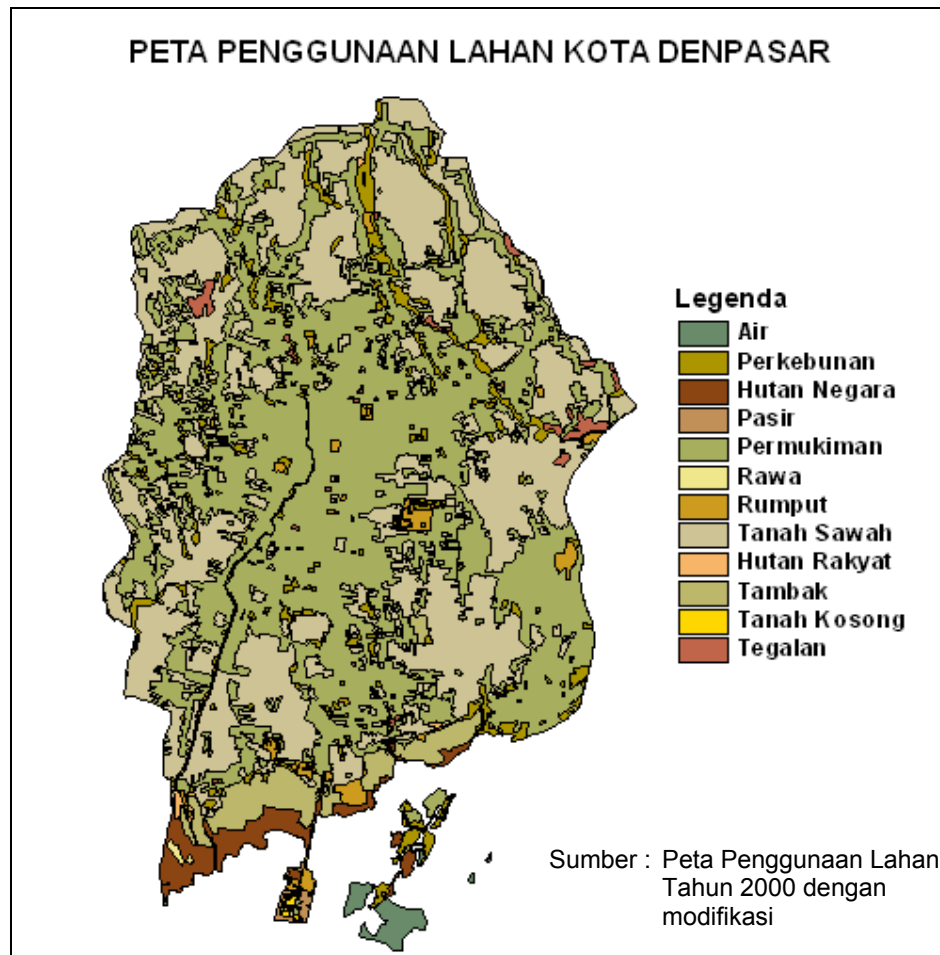 PETA PENGGUNAAN LAHAN KOTA DENPASAR
Legenda
Air
Perkebunan
Hutan Negara
Pasir
Permukiman
Rawa
Rumput
Tanah Sawah
Hutan Rakyat
Tambak
Tanah Kosong
Tegalan
Sumber : Peta Penggunaan Lahan
Tahun 2000 dengan
modifikasi